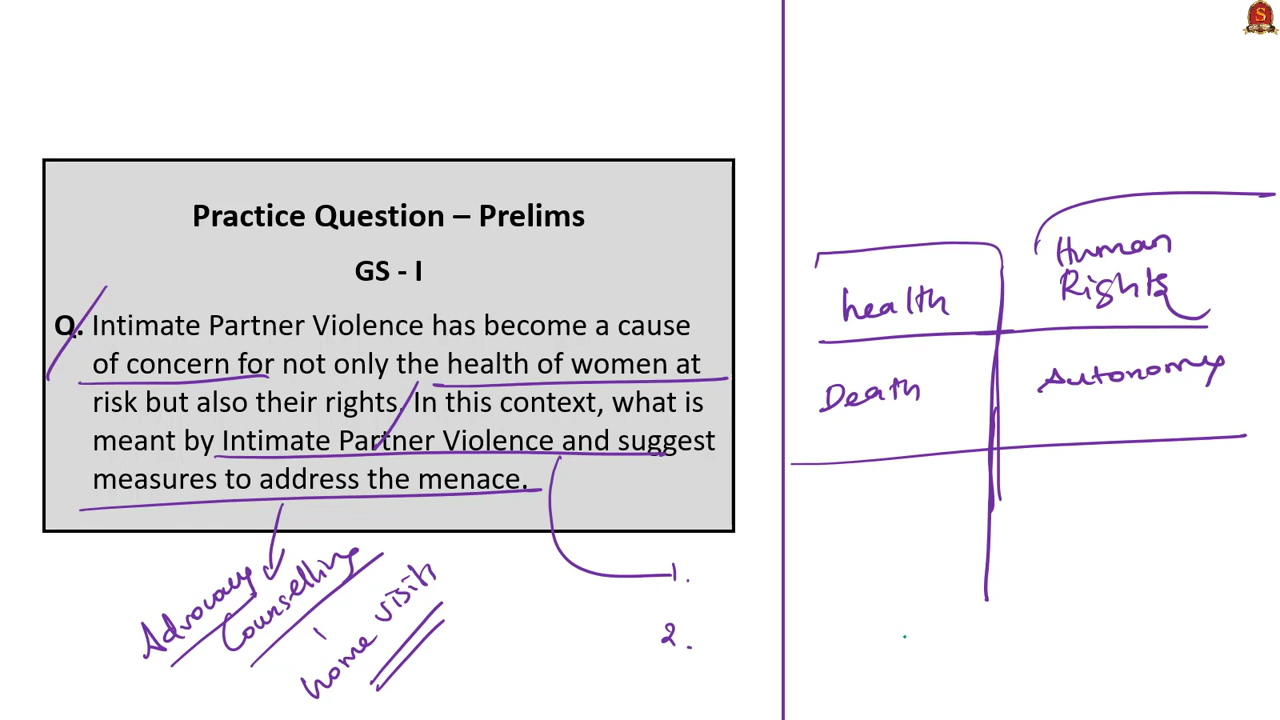 S
Practice Question – Prelims
GS - I
Q. Intimate Partner Violence has become a cause
of concern for not only the health of women at
risk but also their rights. In this context, what is
meant by Intimate Partner Violence and suggest
measures to address the menace.
Advocacy
Counselling
home visits
1.
2.
health
Human
Rights
Death
Autonomy